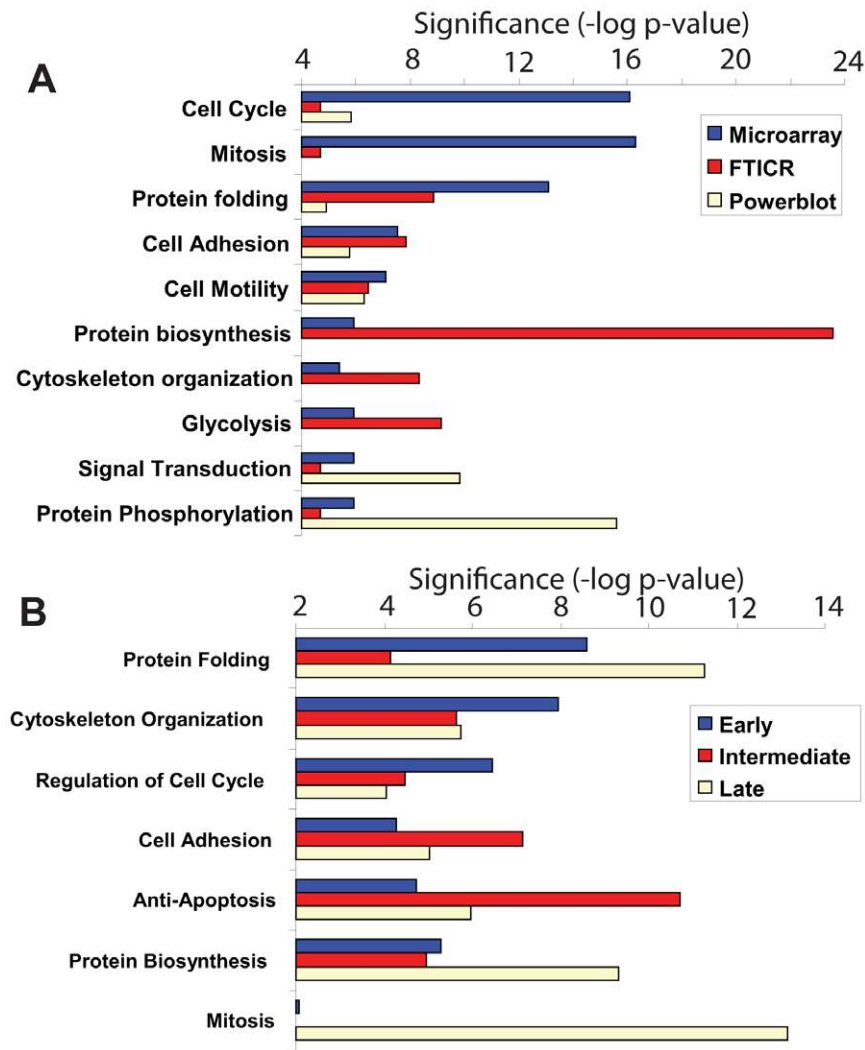 Significance (-log p-value)
4 8 12 16 20 24
A
Cell Cycle
Mitosis
Protein folding
Cell Adhesion
Cell Motility
Protein biosynthesis
Cytoskeleton organization
Glycolysis
Signal Transduction
Protein Phosphorylation
Microarray
FTICR
Powerblot
Significance (-log p-value)
2 4 6 8 10 12 14
B
Protein Folding
Cytoskeleton Organization
Regulation of Cell Cycle
Cell Adhesion
Anti-Apoptosis
Protein Biosynthesis
Mitosis
Early
Intermediate
Late